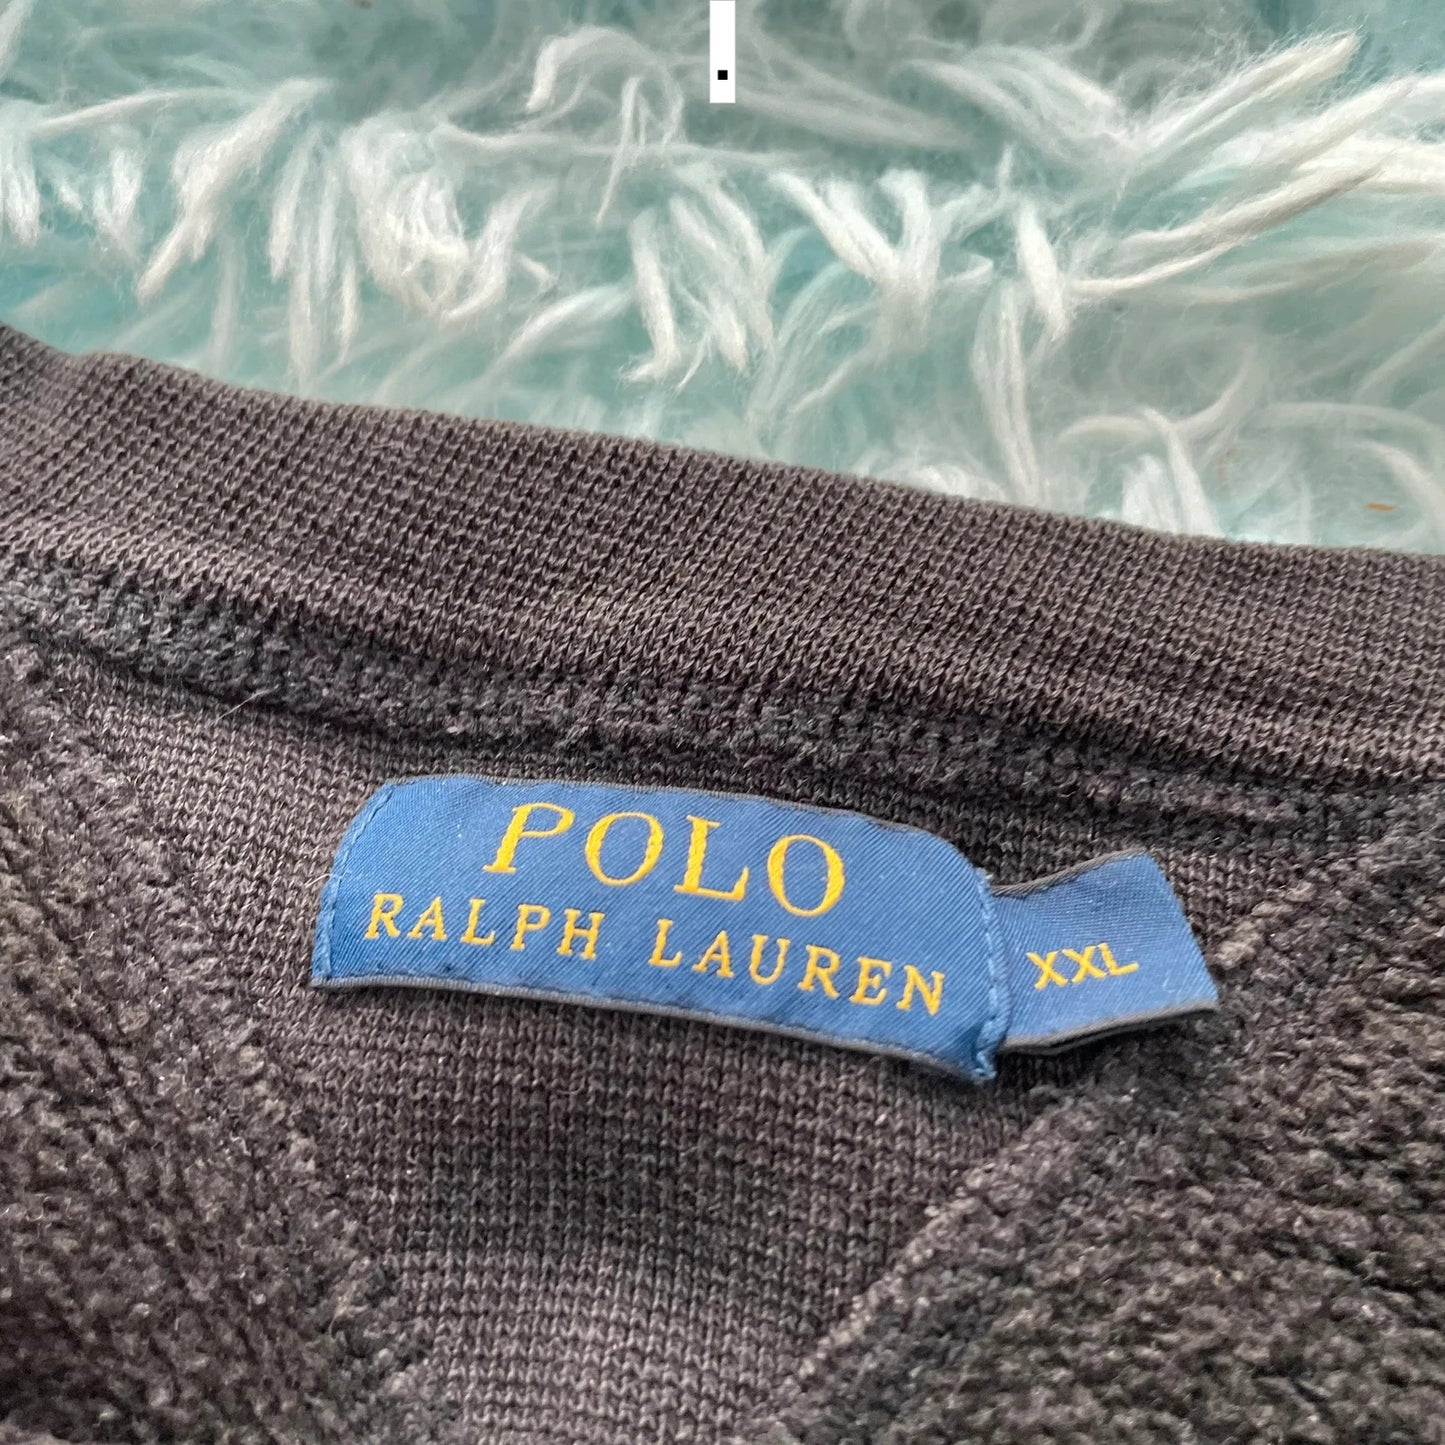 .
POLO
RALPH LAUREN
XXL